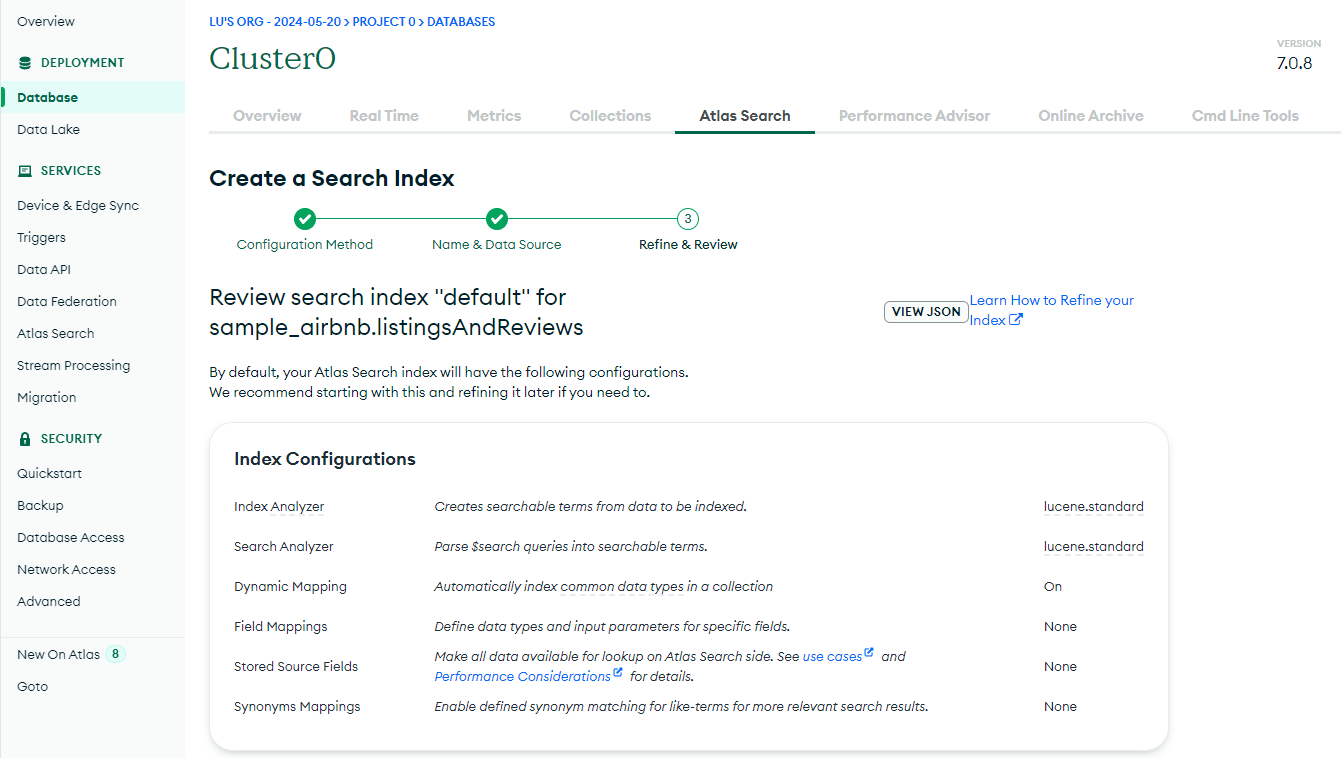 Overview
DEPLOYMENT
Database
Data Lake
SERVICES
Device & Edge Sync
Triggers
Data API
Data Federation
Atlas Search
Stream Processing
Migration
SECURITY
Quickstart
Backup
Database Access
Network Access
Advanced
New On Atlas 8
Goto
LU'S ORG - 2024-05-20 > PROJECT 0 > DATABASES
Cluster0
VERSION
7.0.8
Overview Real Time Metrics Collections Atlas Search Performance Advisor Online Archive Cmd Line Tools
Create a Search Index
3
Configuration Method Name & Data Source Refine & Review
Review search index "default" for
sample_airbnb.listingsAndReviews
VIEW JSON
Learn How to Refine your
Index
By default, your Atlas Search index will have the following configurations.
We recommend starting with this and refining it later if you need to.
Index Configurations
Index Analyzer Creates searchable terms from data to be indexed. lucene.standard
Search Analyzer Parse $search queries into searchable terms. lucene.standard
Dynamic Mapping Automatically index common data types in a collection On
Field Mappings Define data types and input parameters for specific fields. None
Stored Source Fields Make all data available for lookup on Atlas Search side. See use cases and
Performance Considerations for details. None
Synonyms Mappings Enable defined synonym matching for like-terms for more relevant search results. None